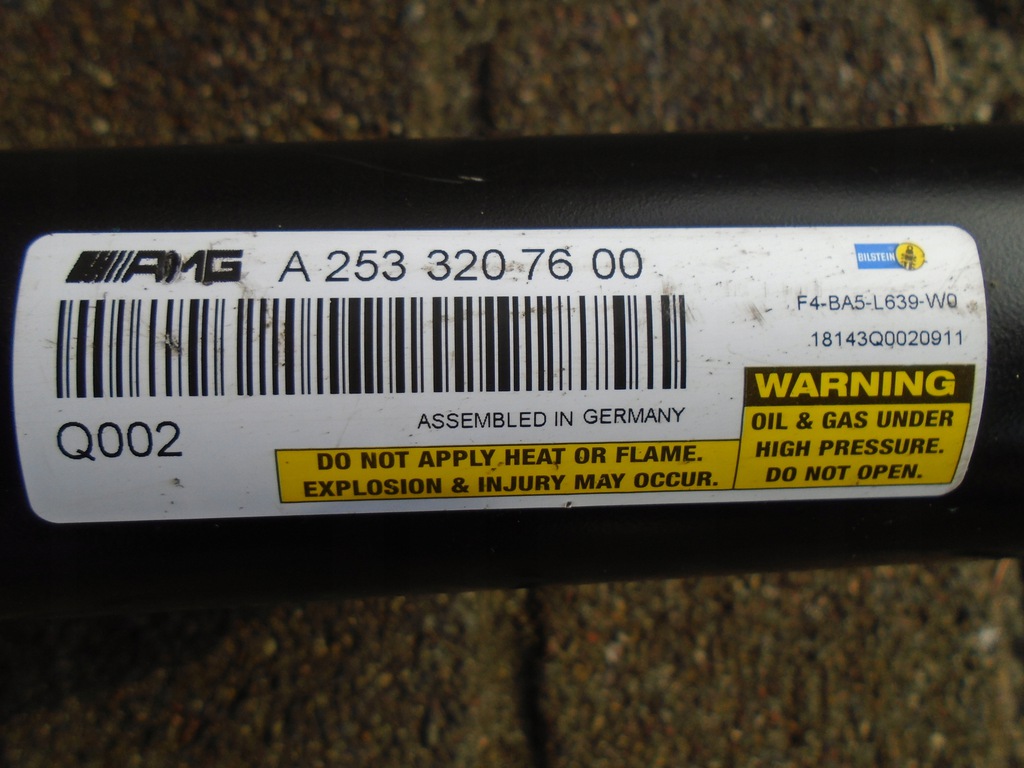 AMG A 253 320 76 00
BILSTEIN
F4-BA5-L639-W0
18143Q0020911
ASSEMBLED IN GERMANY
Q002
DO NOT APPLY HEAT OR FLAME.
EXPLOSION & INJURY MAY OCCUR.
WARNING
OIL & GAS UNDER
HIGH PRESSURE.
DO NOT OPEN.